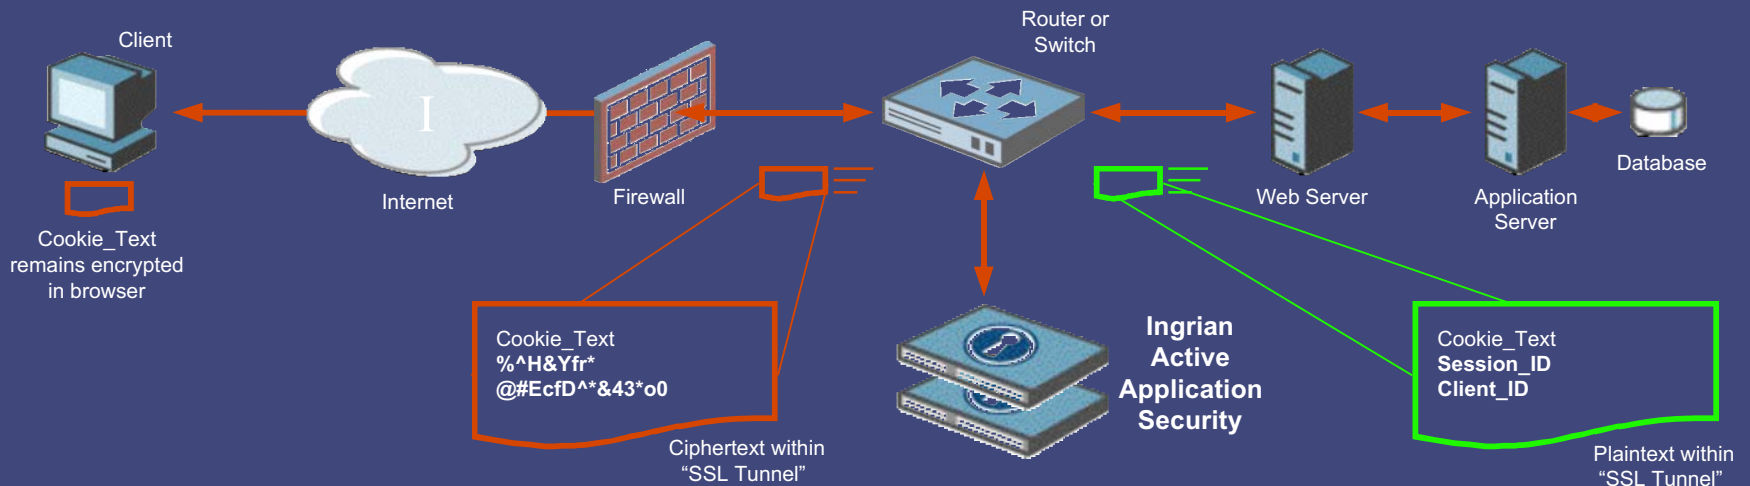 Client
I
Internet
Firewall
Router or
Switch
Web Server
Application
Server
Database
Cookie_Text
remains encrypted
in browser
Cookie_Text
%^H&Yfr*
@#EcfD^*&43*o0
Ciphertext within
“SSL Tunnel”
Ingrian
Active
Application
Security
Cookie_Text
Session_ID
Client_ID
Plaintext within
“SSL Tunnel”